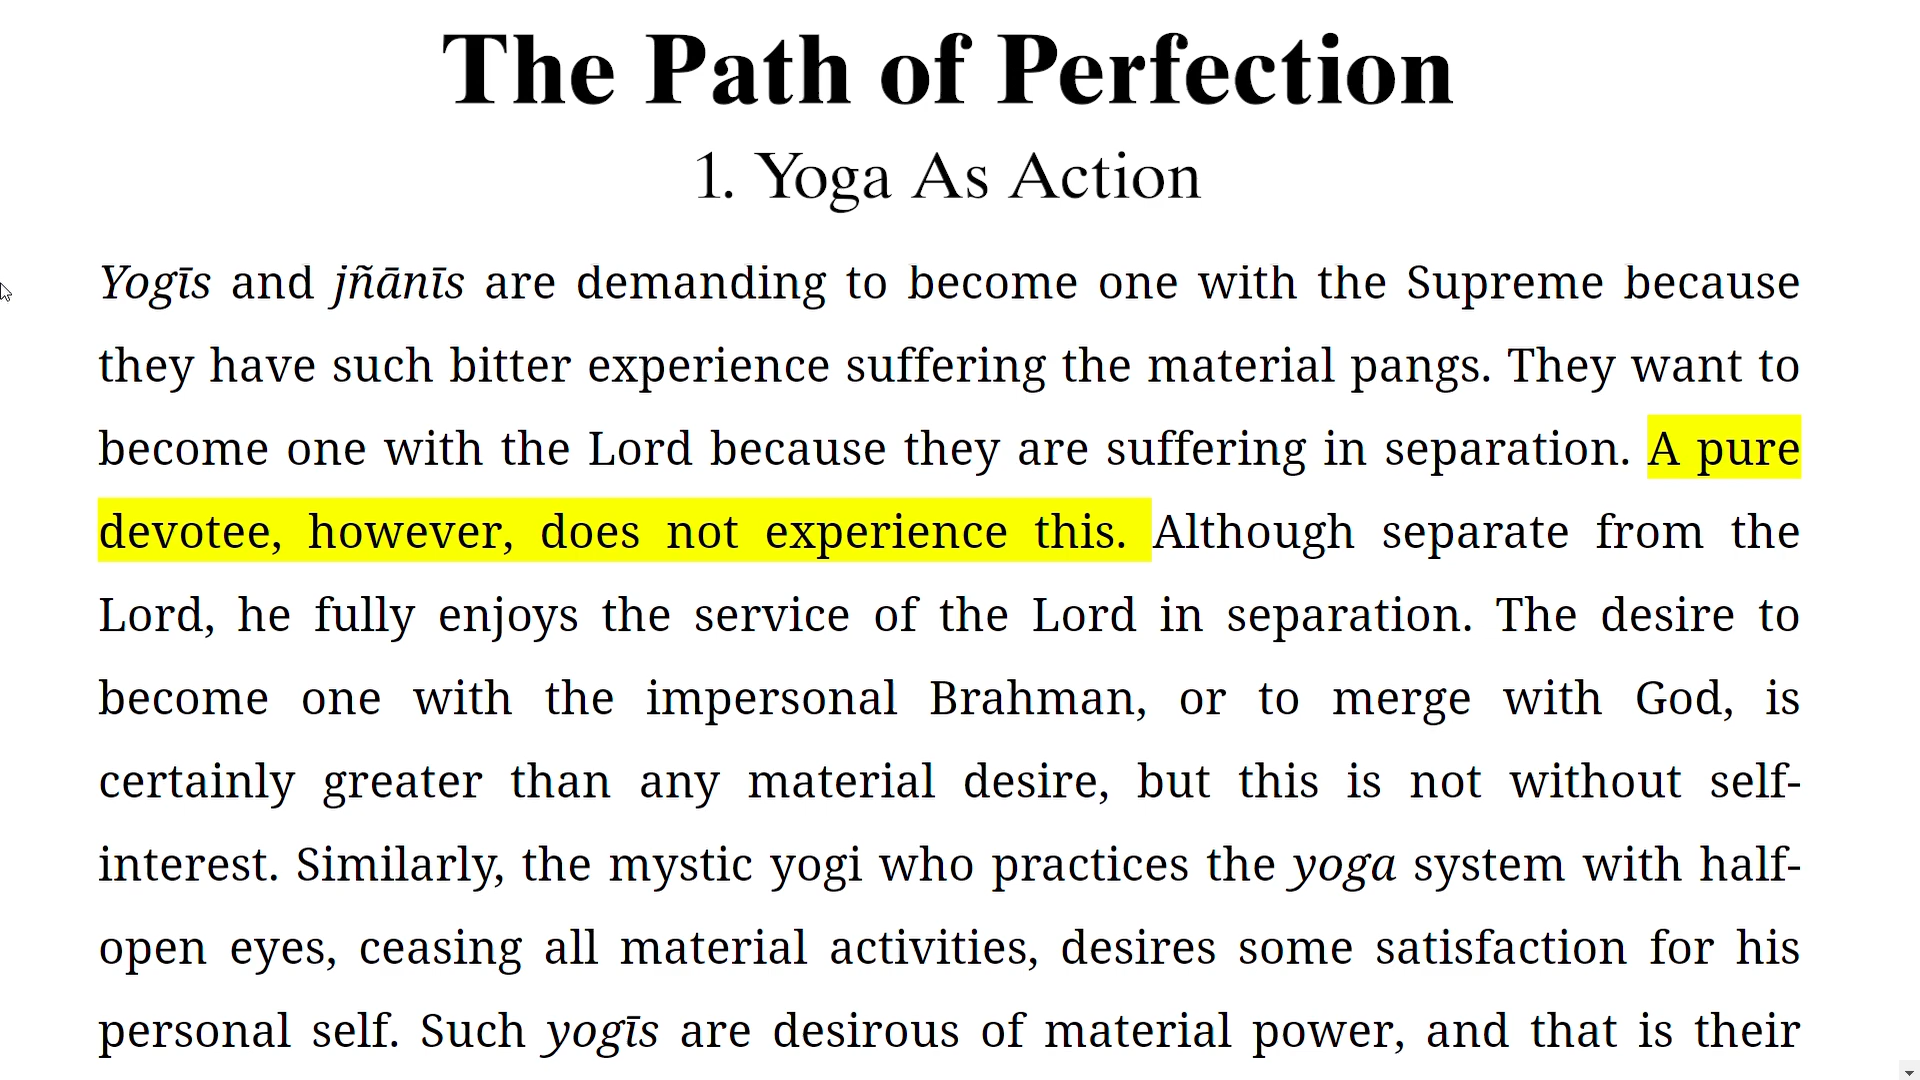 The Path of Perfection
1. Yoga As Action
Yogīs and jñānīs are demanding to become one with the Supreme because
they have such bitter experience suffering the material pangs. They want to
become one with the Lord because they are suffering in separation. A pure
devotee, however, does not experience this. Although separate from the
Lord, he fully enjoys the service of the Lord in separation. The desire to
become one with the impersonal Brahman, or to merge with God, is
certainly greater than any material desire, but this is not without self-
interest. Similarly, the mystic yogi who practices the yoga system with half-
open eyes, ceasing all material activities, desires some satisfaction for his
personal self. Such yogīs are desirous of material power, and that is their